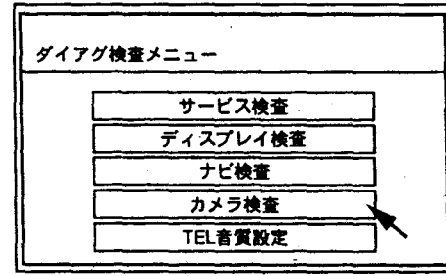 ダイアグ検査メニュー
サービス検査
ディスプレイ検査
ナビ検査
カメラ検査
TEL音質設定